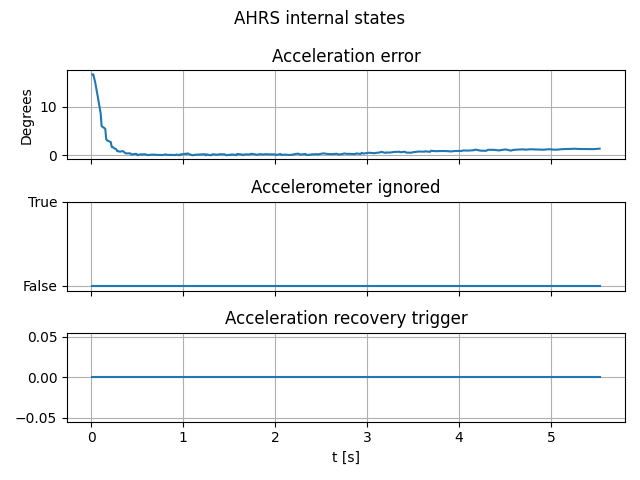 AHRS internal states
Acceleration error
Degrees
10
0
Accelerometer ignored
True
False
Acceleration recovery trigger
0.05
0.00
−0.05
0 1 2 3 4 5
t [s]